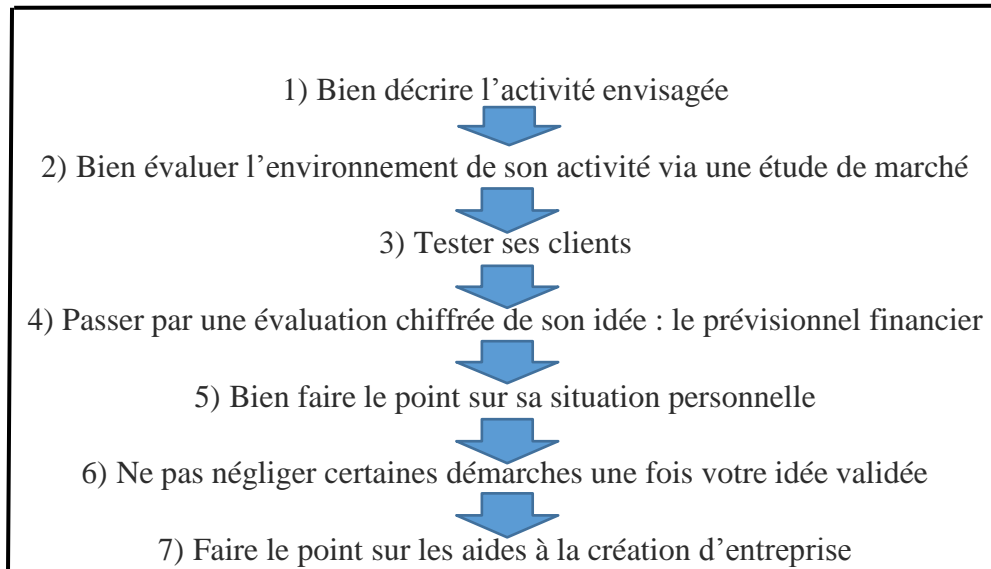 1) Bien décrire l’activité envisagée
2) Bien évaluer l’environnement de son activité via une étude de marché
3) Tester ses clients
4) Passer par une évaluation chiffrée de son idée : le prévisionnel financier
5) Bien faire le point sur sa situation personnelle
6) Ne pas négliger certaines démarches une fois votre idée validée
7) Faire le point sur les aides à la création d’entreprise